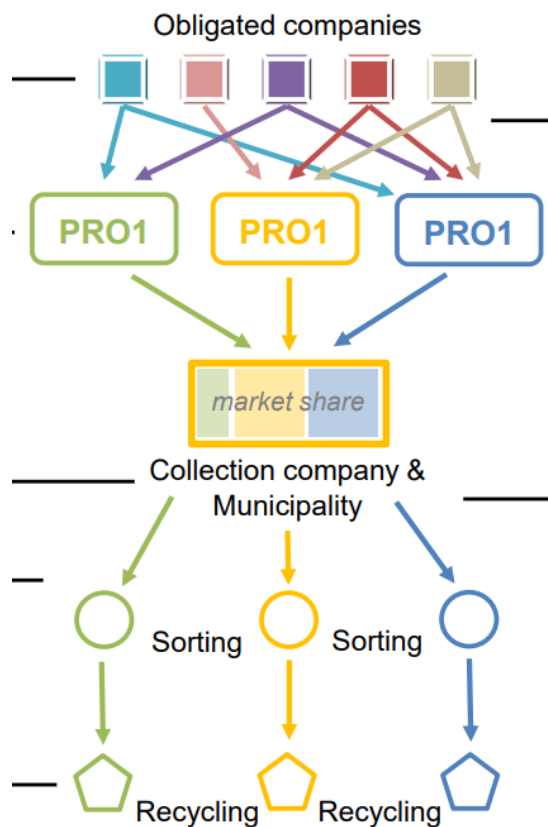 Obligated companies
PRO1 PRO1 PRO1
market share
Collection company &
Municipality
Sorting Sorting
Recycling Recycling